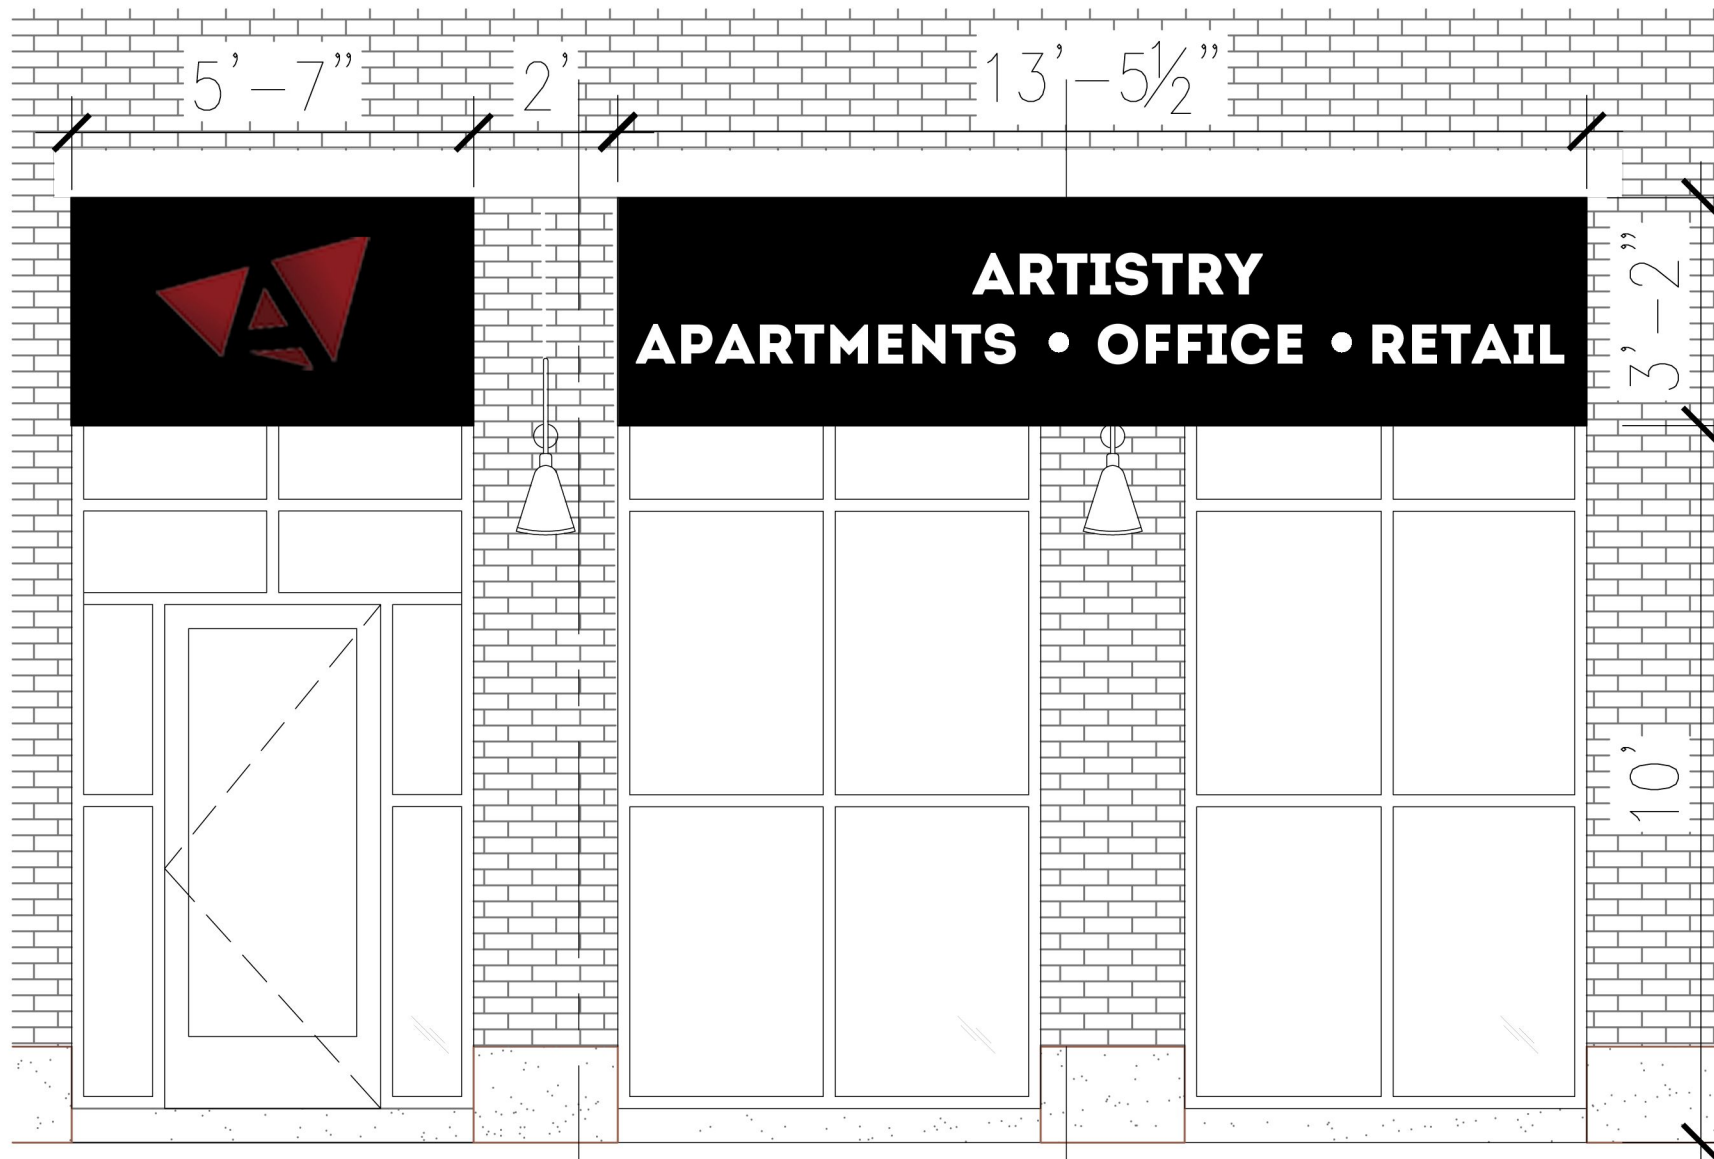 5'-7" 2' 13'-5½"
ARTISTRY
APARTMENTS • OFFICE • RETAIL
3'-2"
10'